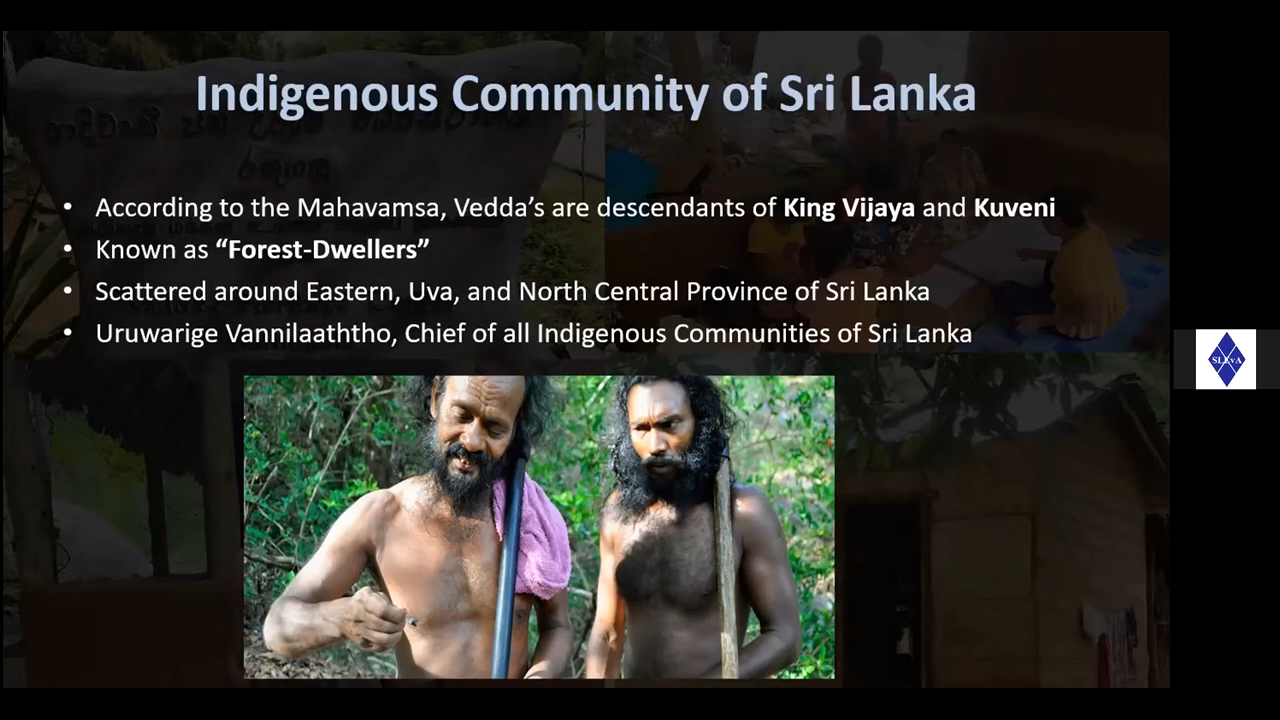 Indigenous Community of Sri Lanka
• According to the Mahavamsa, Vedda’s are descendants of King Vijaya and Kuveni
• Known as “Forest-Dwellers”
• Scattered around Eastern, Uva, and North Central Province of Sri Lanka
• Uruwarige Vannilaaththo, Chief of all Indigenous Communities of Sri Lanka